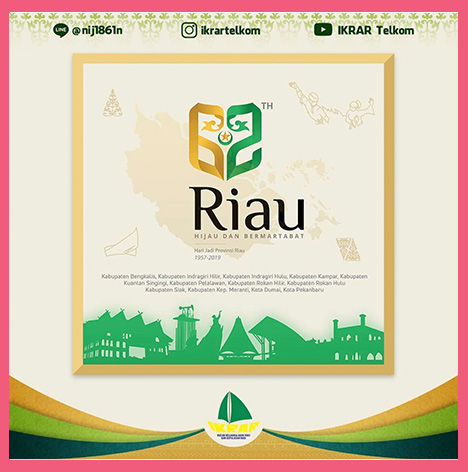 LINE @nij1861n ikrartelkom IKRAR Telkom
62 TH
Riau
HIJAU DAN BERMARTABAT
Hari Jadi Provinsi Riau
1957-2019
Kabupaten Bengkalis, Kabupaten Indragiri Hilir, Kabupaten Indragiri Hulu, Kabupaten Kampar, Kabupaten
Kuantan Singingi, Kabupaten Pelalawan, Kabupaten Rokan Hilir, Kabupaten Rokan Hulu
Kabupaten Siak, Kabupaten Kep. Meranti, Kota Dumai, Kota Pekanbaru
IKRAR